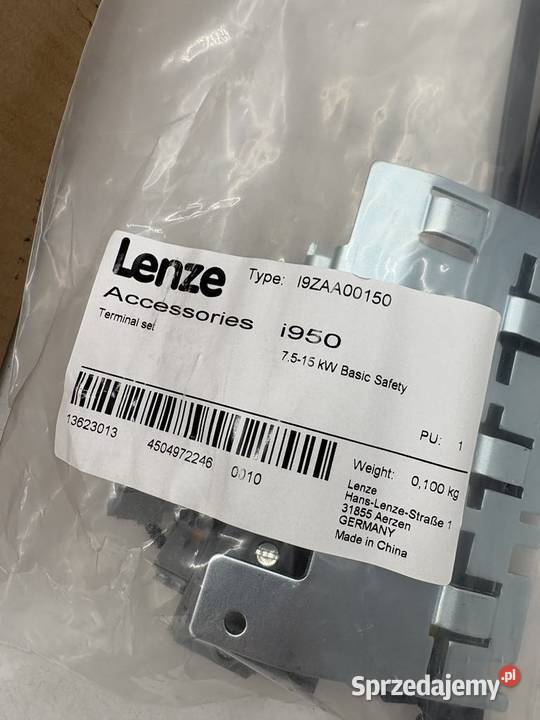 Lenze Type: I9ZAA00150
Accessories i950
Terminal set 7.5-15 kW Basic Safety
PU: 1
13623013 4504972246 0010
Weight: 0,100 kg
Lenze
Hans-Lenze-Straße 1
31855 Aerzen
GERMANY
Made in China
Sprzedajemy.pl